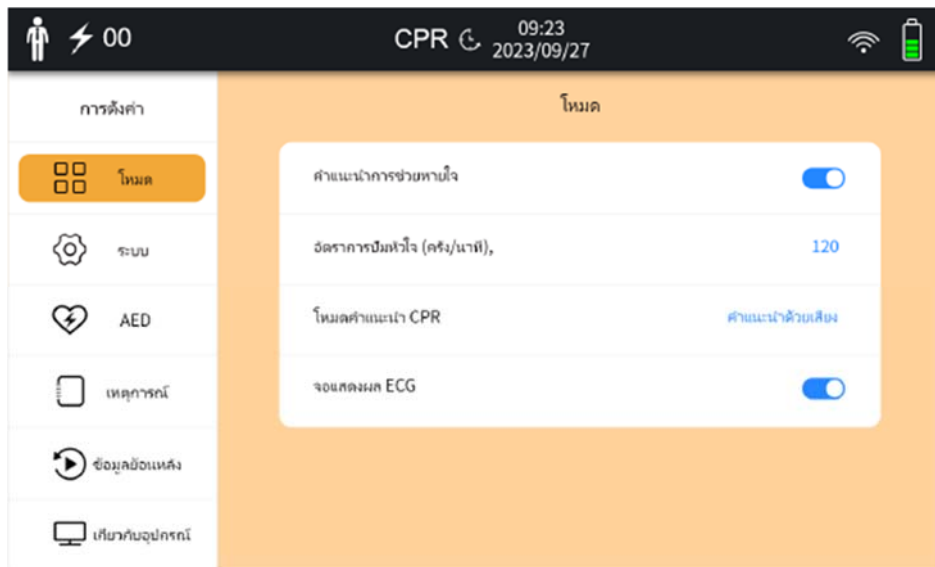 00
CPR
09:23
2023/09/27
การตั้งค่า
โหมด
โหมด
ระบบ
AED
เหตุการณ์
ข้อมูลย้อนหลัง
เกี่ยวกับอุปกรณ์
คำแนะนำการช่วยหายใจ
อัตราการปั๊มหัวใจ (ครั้ง/นาที),
120
โหมดคำแนะนำ CPR
คำแนะนำด้วยเสียง
จอแสดงผล ECG